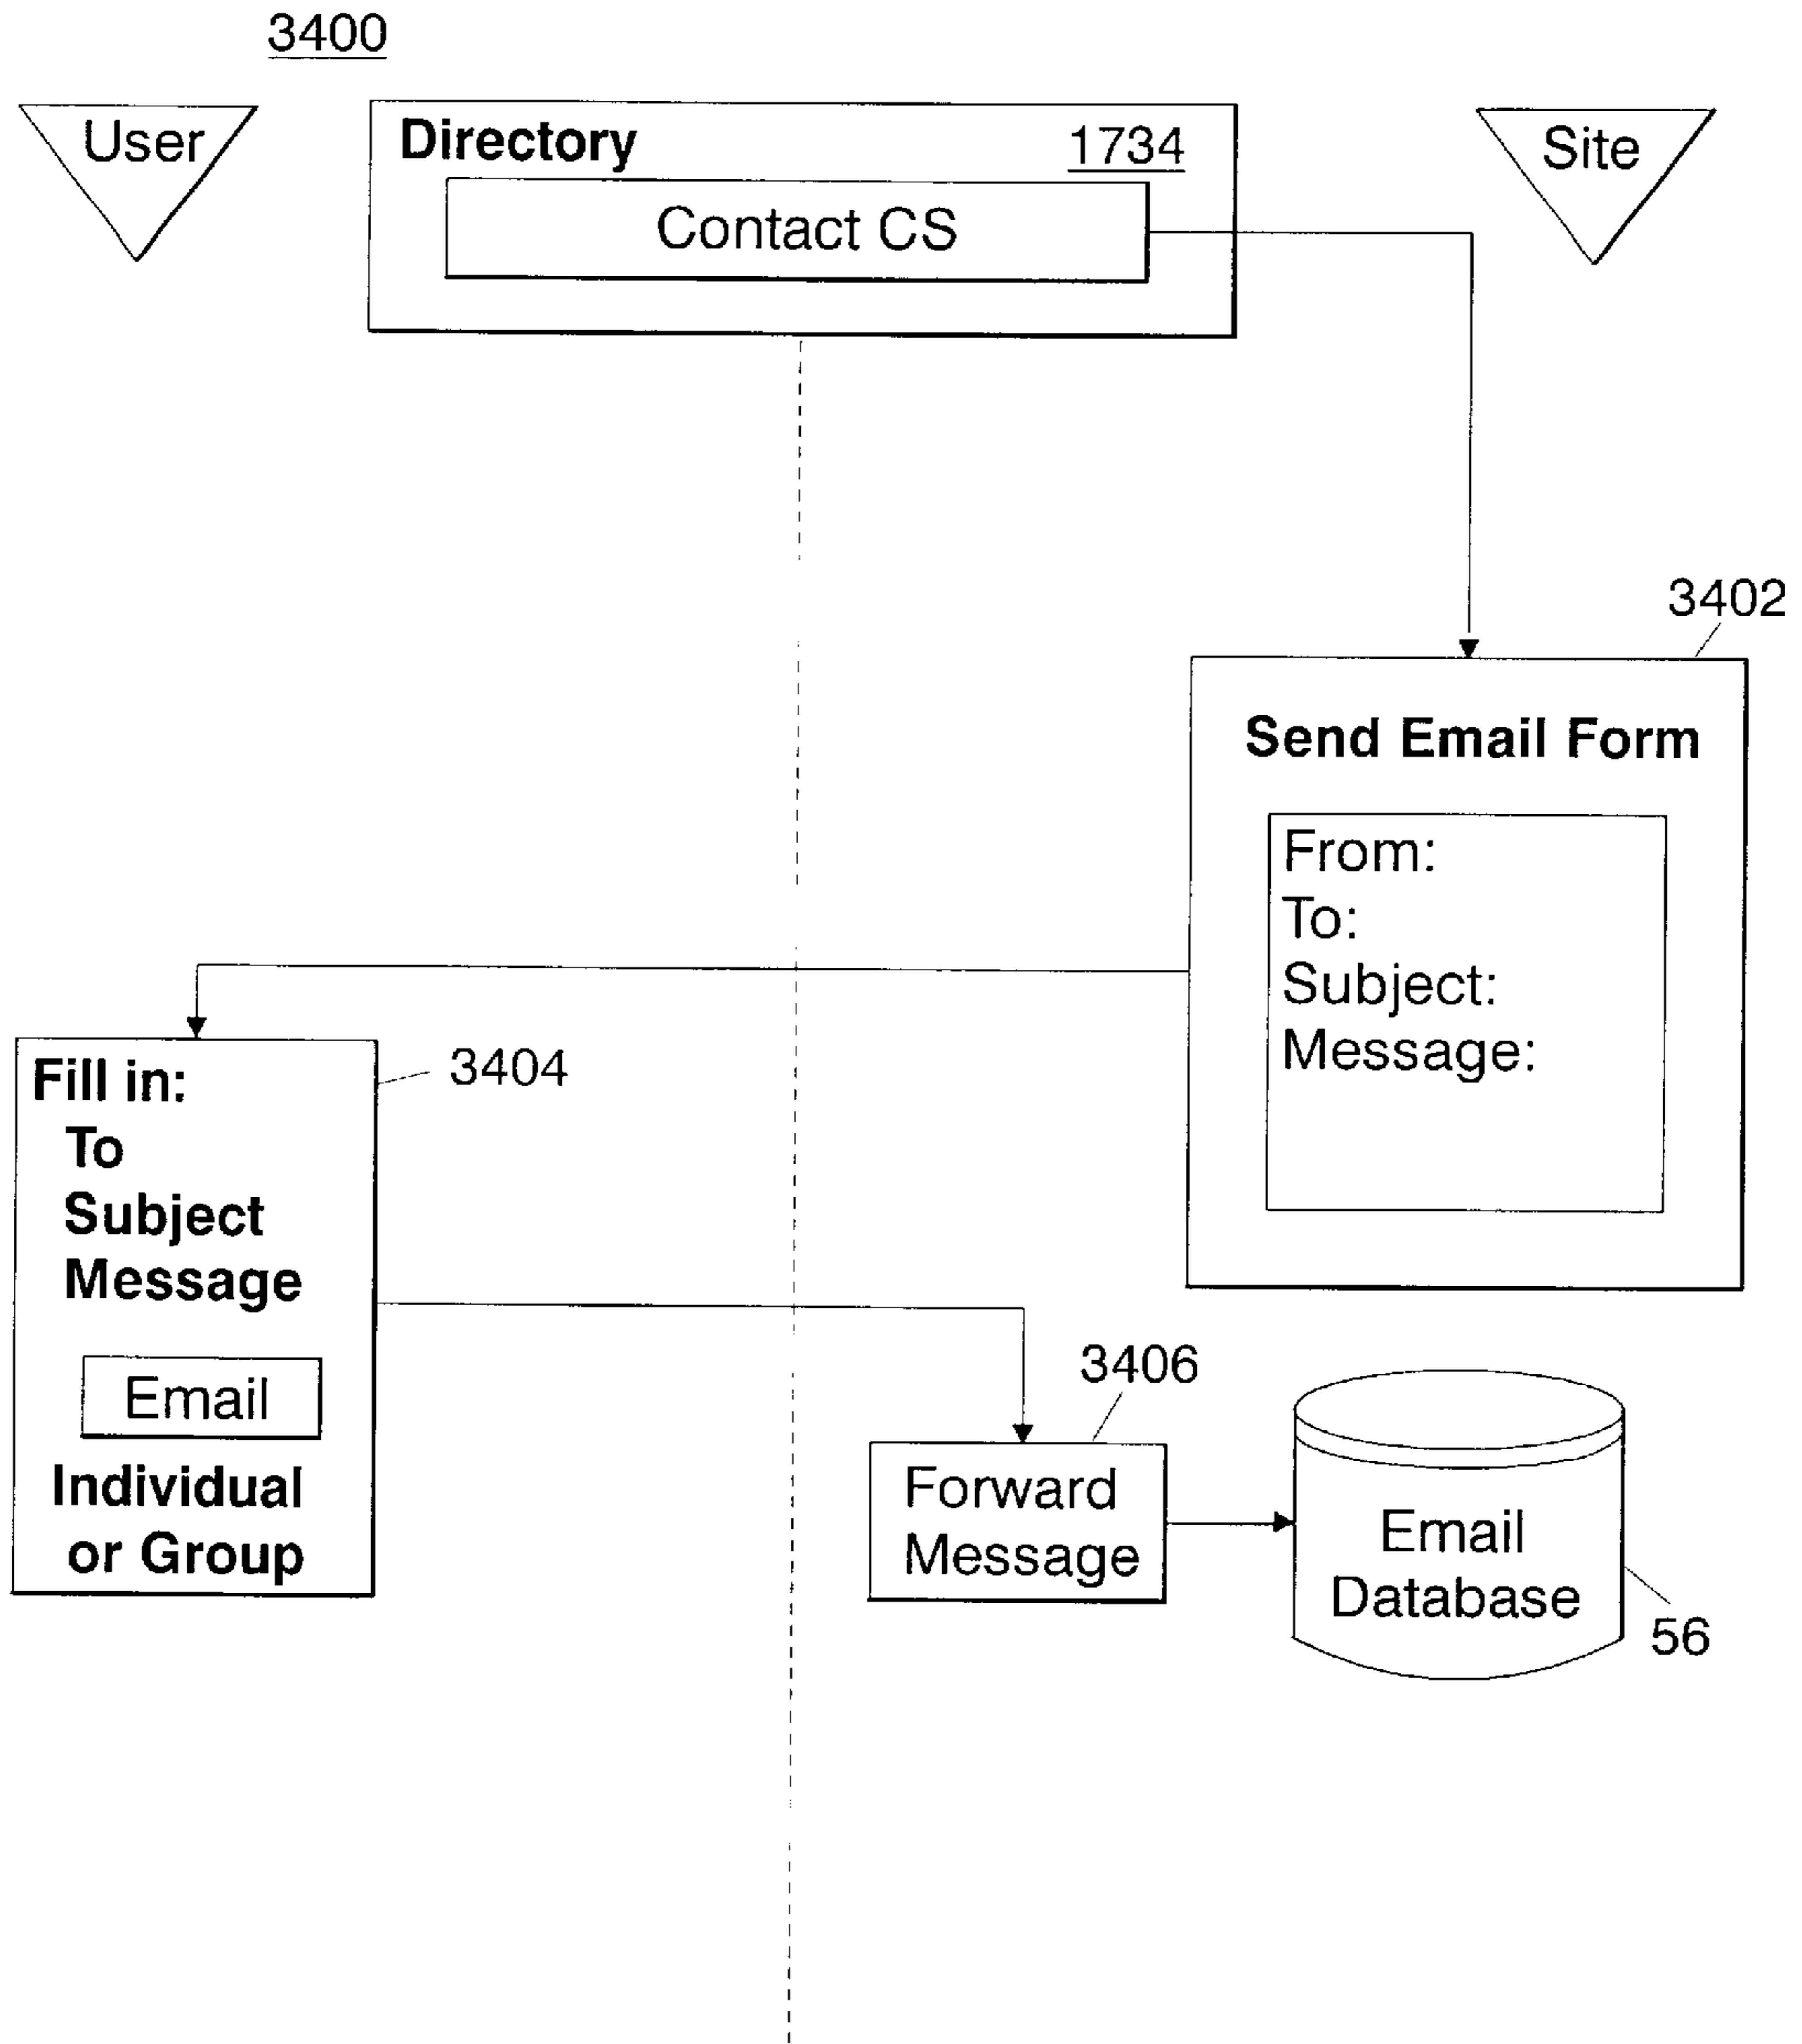 3400
User
Directory
1734
Contact CS
Site
3402
Send Email Form
From:
To:
Subject:
Message:
3404
Fill in:
To
Subject
Message
Email
Individual
or Group
3406
Forward
Message
Email
Database
56